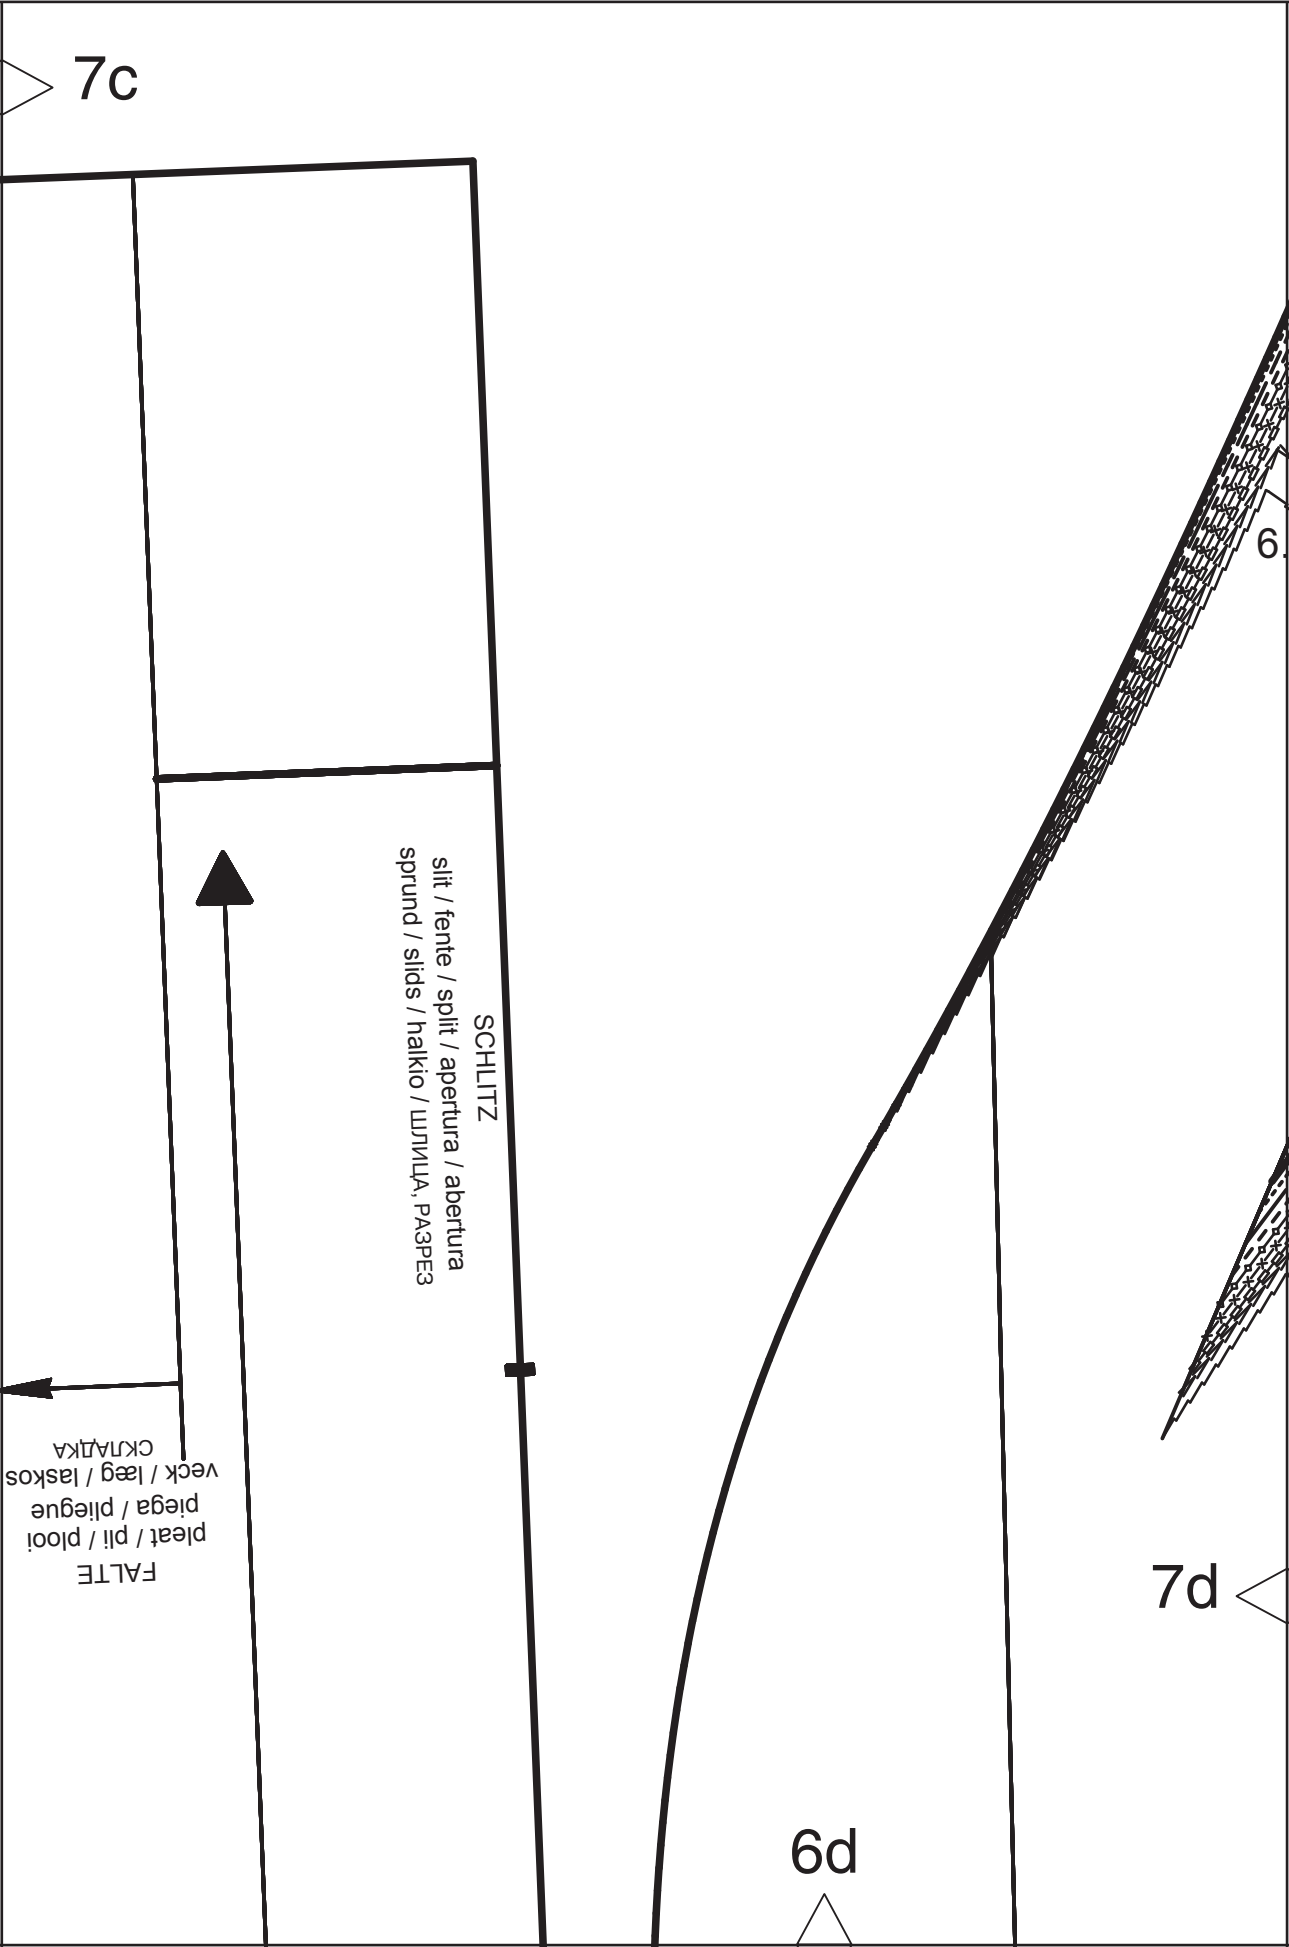 7c
6.
SCHLITZ
slit / fente / split / apertura / abertura
sprund / slids / halkio / ШЛИЦА, РАЗРЕЗ
FALTE
pleat / pli / plooi
piega / pliegue
veck / læg / laskos
СКЛАДКА
7d
6d